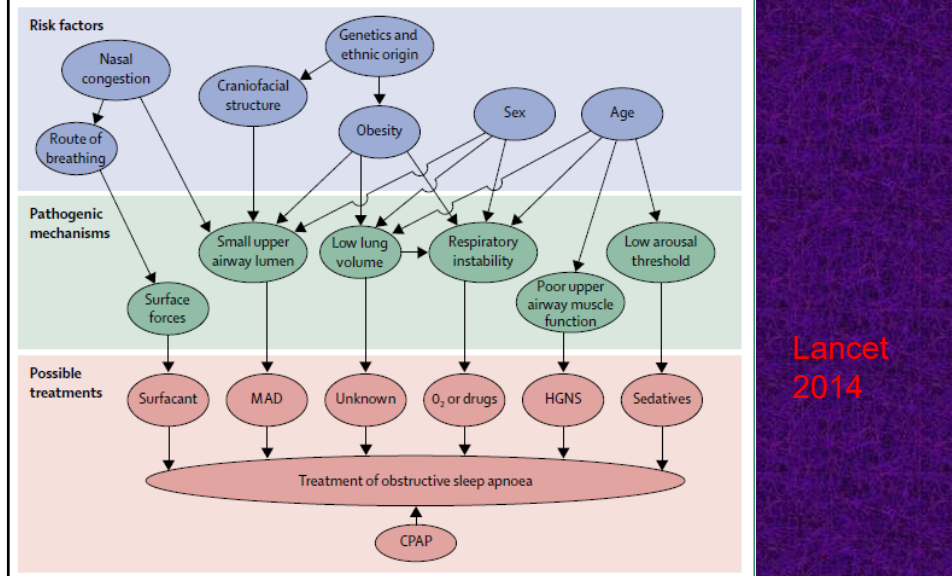 Risk factors
Genetics and
ethnic origin
Nasal
congestion
Craniofacial
structure
Sex
Age
Obesity
Route of
breathing
Pathogenic
mechanisms
Small upper
airway lumen
Low lung
volume
Respiratory
instability
Low arousal
threshold
Surface
forces
Poor upper
airway muscle
function
Possible
treatments
Surfacant
MAD
Unknown
0₂ or drugs
HGNS
Sedatives
Treatment of obstructive sleep apnoea
CPAP
Lancet
2014